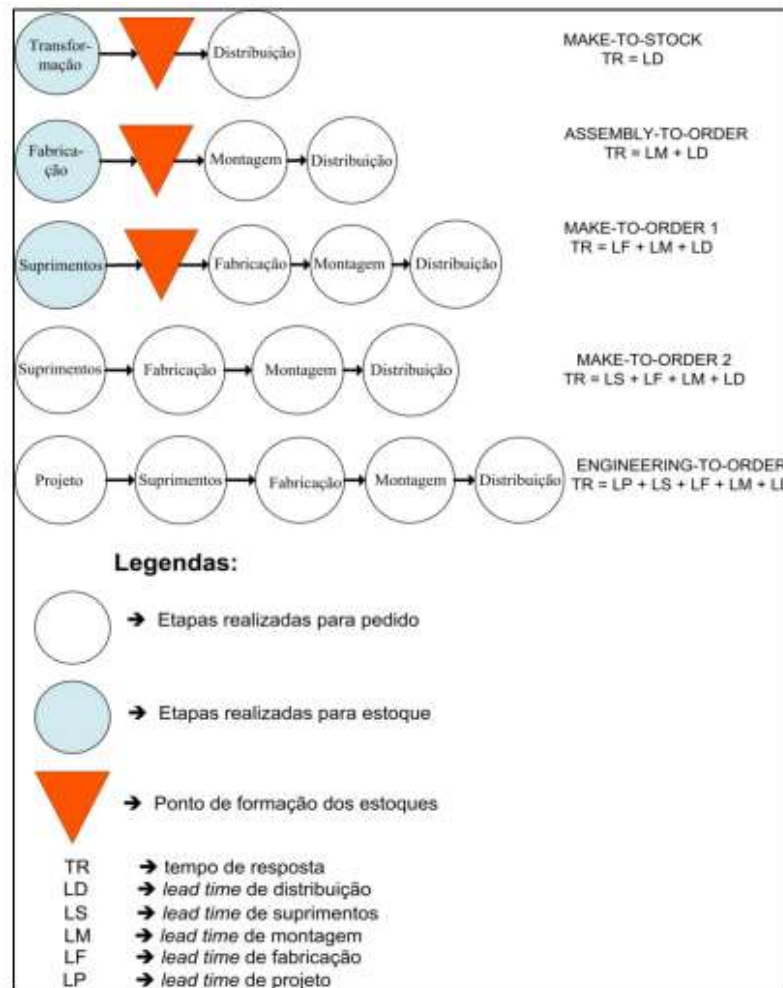 Transfor-
mação
Distribuição
MAKE-TO-STOCK
TR = LD
Fabrica-
ção
Montagem
Distribuição
ASSEMBLY-TO-ORDER
TR = LM + LD
Suprimentos
Fabricação
Montagem
Distribuição
MAKE-TO-ORDER 1
TR = LF + LM + LD
Suprimentos
Fabricação
Montagem
Distribuição
MAKE-TO-ORDER 2
TR = LS + LF + LM + LD
Projeto
Suprimentos
Fabricação
Montagem
Distribuição
ENGINEERING-TO-ORDER
TR = LP + LS + LF + LM + L
Legendas:
➔ Etapas realizadas para pedido
➔ Etapas realizadas para estoque
➔ Ponto de formação dos estoques
TR ➔ tempo de resposta
LD ➔ lead time de distribuição
LS ➔ lead time de suprimentos
LM ➔ lead time de montagem
LF ➔ lead time de fabricação
LP ➔ lead time de projeto